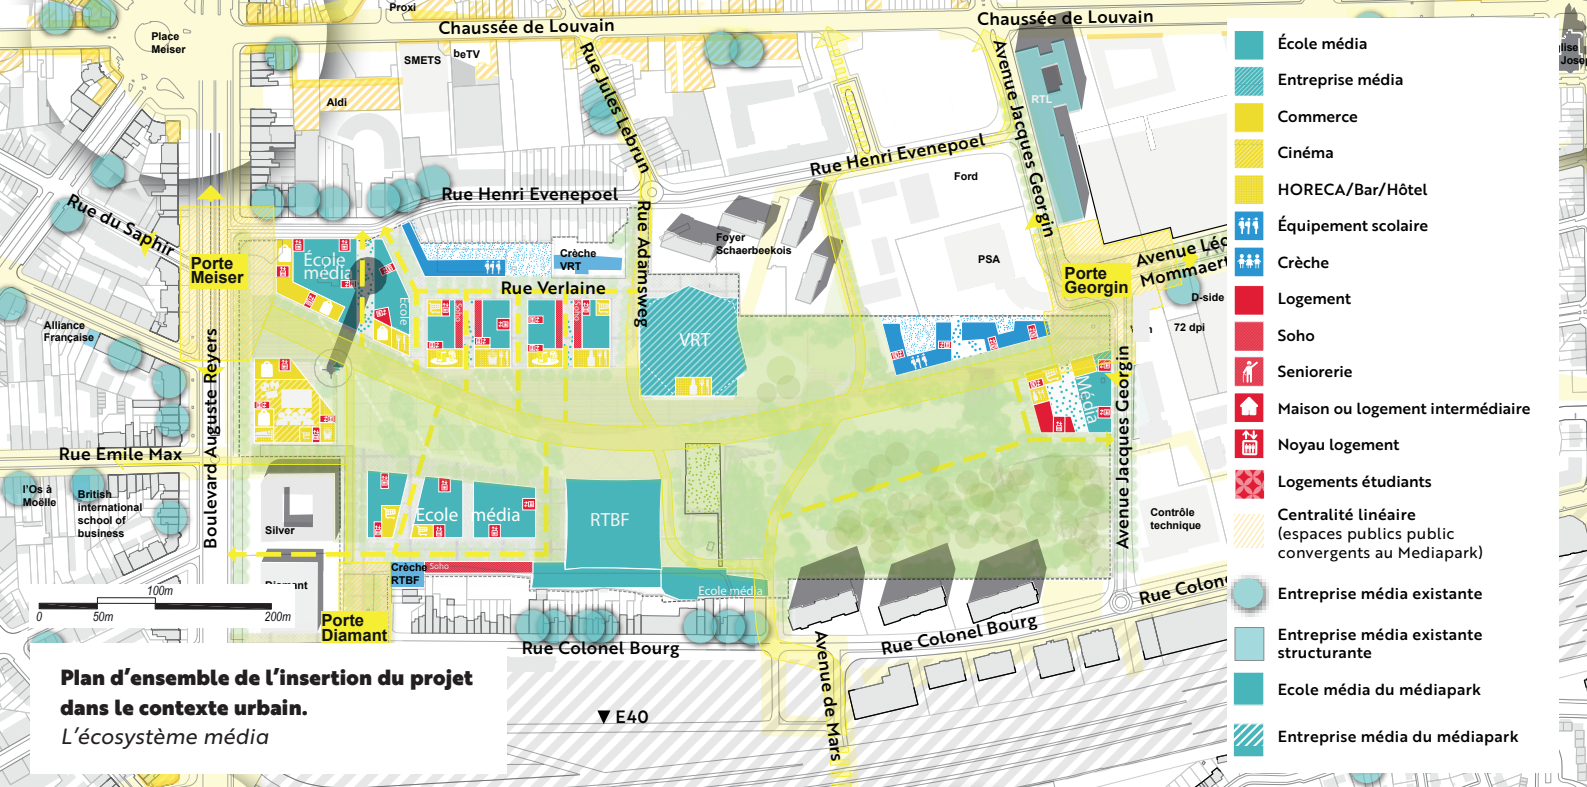 Proxi
Chaussée de Louvain
Chaussée de Louvain
Place
Meiser
SMETS
beTV
Aldi
Rue Jules Lebrun
Avenue Jacques Georgin
RTL
Rue Henri Evenepoel
Rue Henri Evenepoel
Ford
Rue du Saphir
Porte
Meiser
École
média
École
Crèche
VRT
Rue Verlaine
Rue Adamsweg
Foyer
Schaerbeekois
PSA
Porte
Georgin
Avenue Léo
Mommaert
D-side
72 dpi
Alliance
Française
Soho
Soho
VRT
Média
Boulevard Auguste Reyers
Avenue Jacques Georgin
Rue Emile Max
l'Os à
Moëlle
British
international
school of
business
Silver
Diamant
Ecole média
RTBF
Contrôle
technique
Crèche
RTBF
Soho
Ecole média
Porte
Diamant
Rue Colonel Bourg
Rue Colonel Bourg
Rue Colon
Avenue de Mars
▼ E40
0
50m
100m
200m
Plan d'ensemble de l'insertion du projet
dans le contexte urbain.
L'écosystème média
École média
Entreprise média
Commerce
Cinéma
HORECA/Bar/Hôtel
Équipement scolaire
Crèche
Logement
Soho
Seniorerie
Maison ou logement intermédiaire
Noyau logement
Logements étudiants
Centralité linéaire
(espaces publics public
convergents au Mediapark)
Entreprise média existante
Entreprise média existante
structurante
Ecole média du médiapark
Entreprise média du médiapark